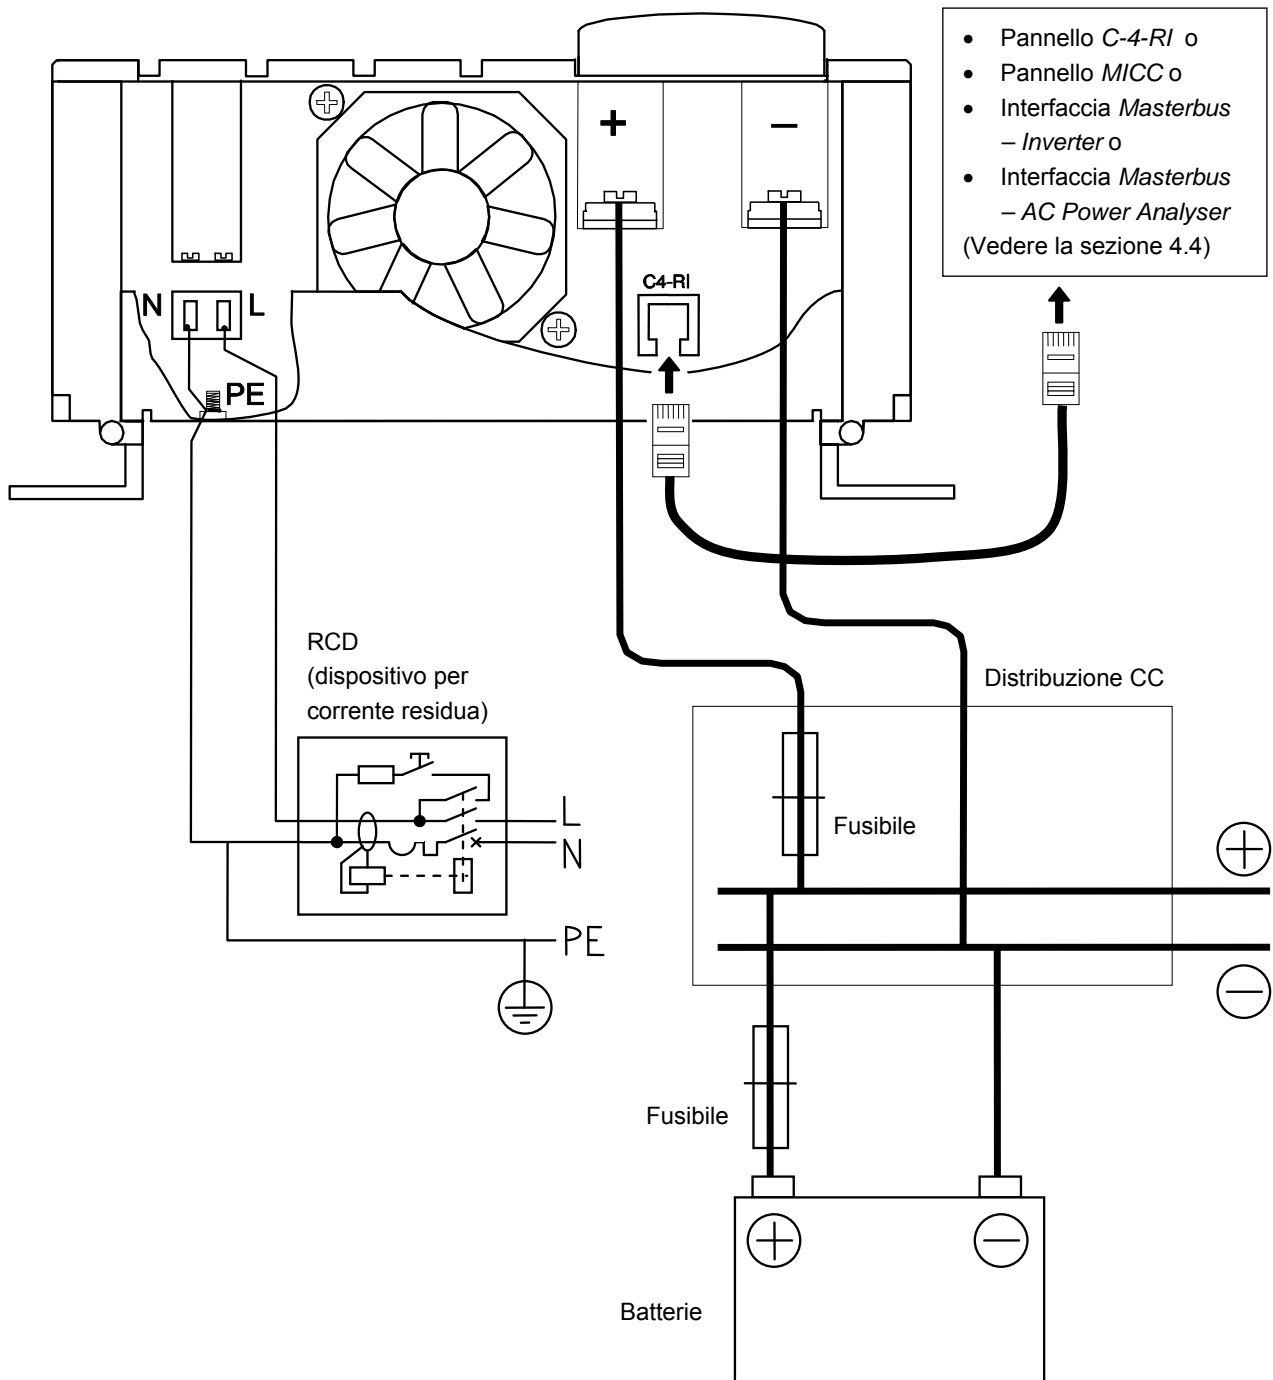 • Pannello C-4-RI o
• Pannello MICC o
• Interfaccia Masterbus
– Inverter o
• Interfaccia Masterbus
– AC Power Analyser
(Vedere la sezione 4.4)
+
–
C4-RI
N L
PE
RCD
(dispositivo per
corrente residua)
Distribuzione CC
L
N
Fusibile
+
PE
–
Fusibile
+ –
Batterie